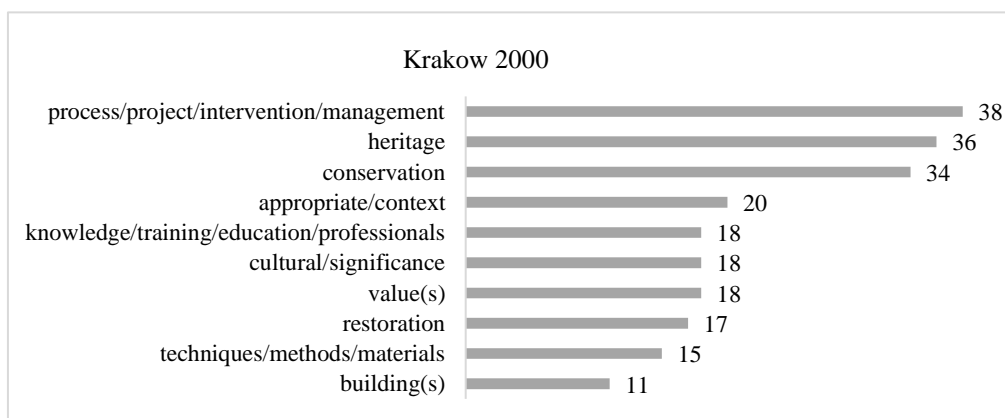 Krakow 2000
process/project/intervention/management 38
heritage 36
conservation 34
appropriate/context 20
knowledge/training/education/professionals 18
cultural/significance 18
value(s) 18
restoration 17
techniques/methods/materials 15
building(s) 11